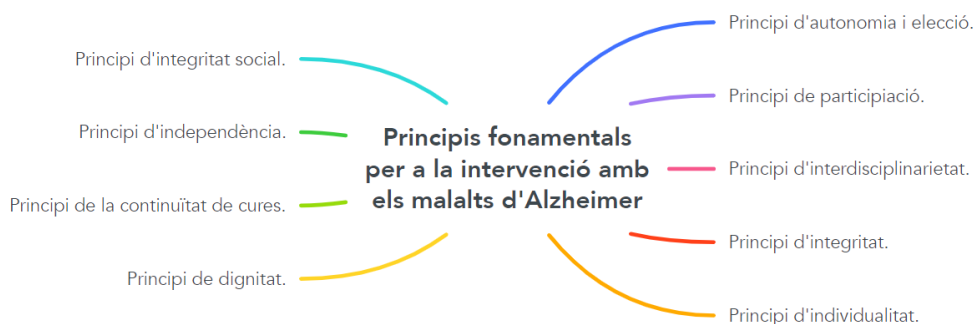 Principis fonamentals
per a la intervenció amb
els malalts d'Alzheimer
Principi d'autonomia i elecció.
Principi de participiació.
Principi d'interdisciplinarietat.
Principi d'integritat.
Principi d'individualitat.
Principi d'integritat social.
Principi d'independència.
Principi de la continuïtat de cures.
Principi de dignitat.